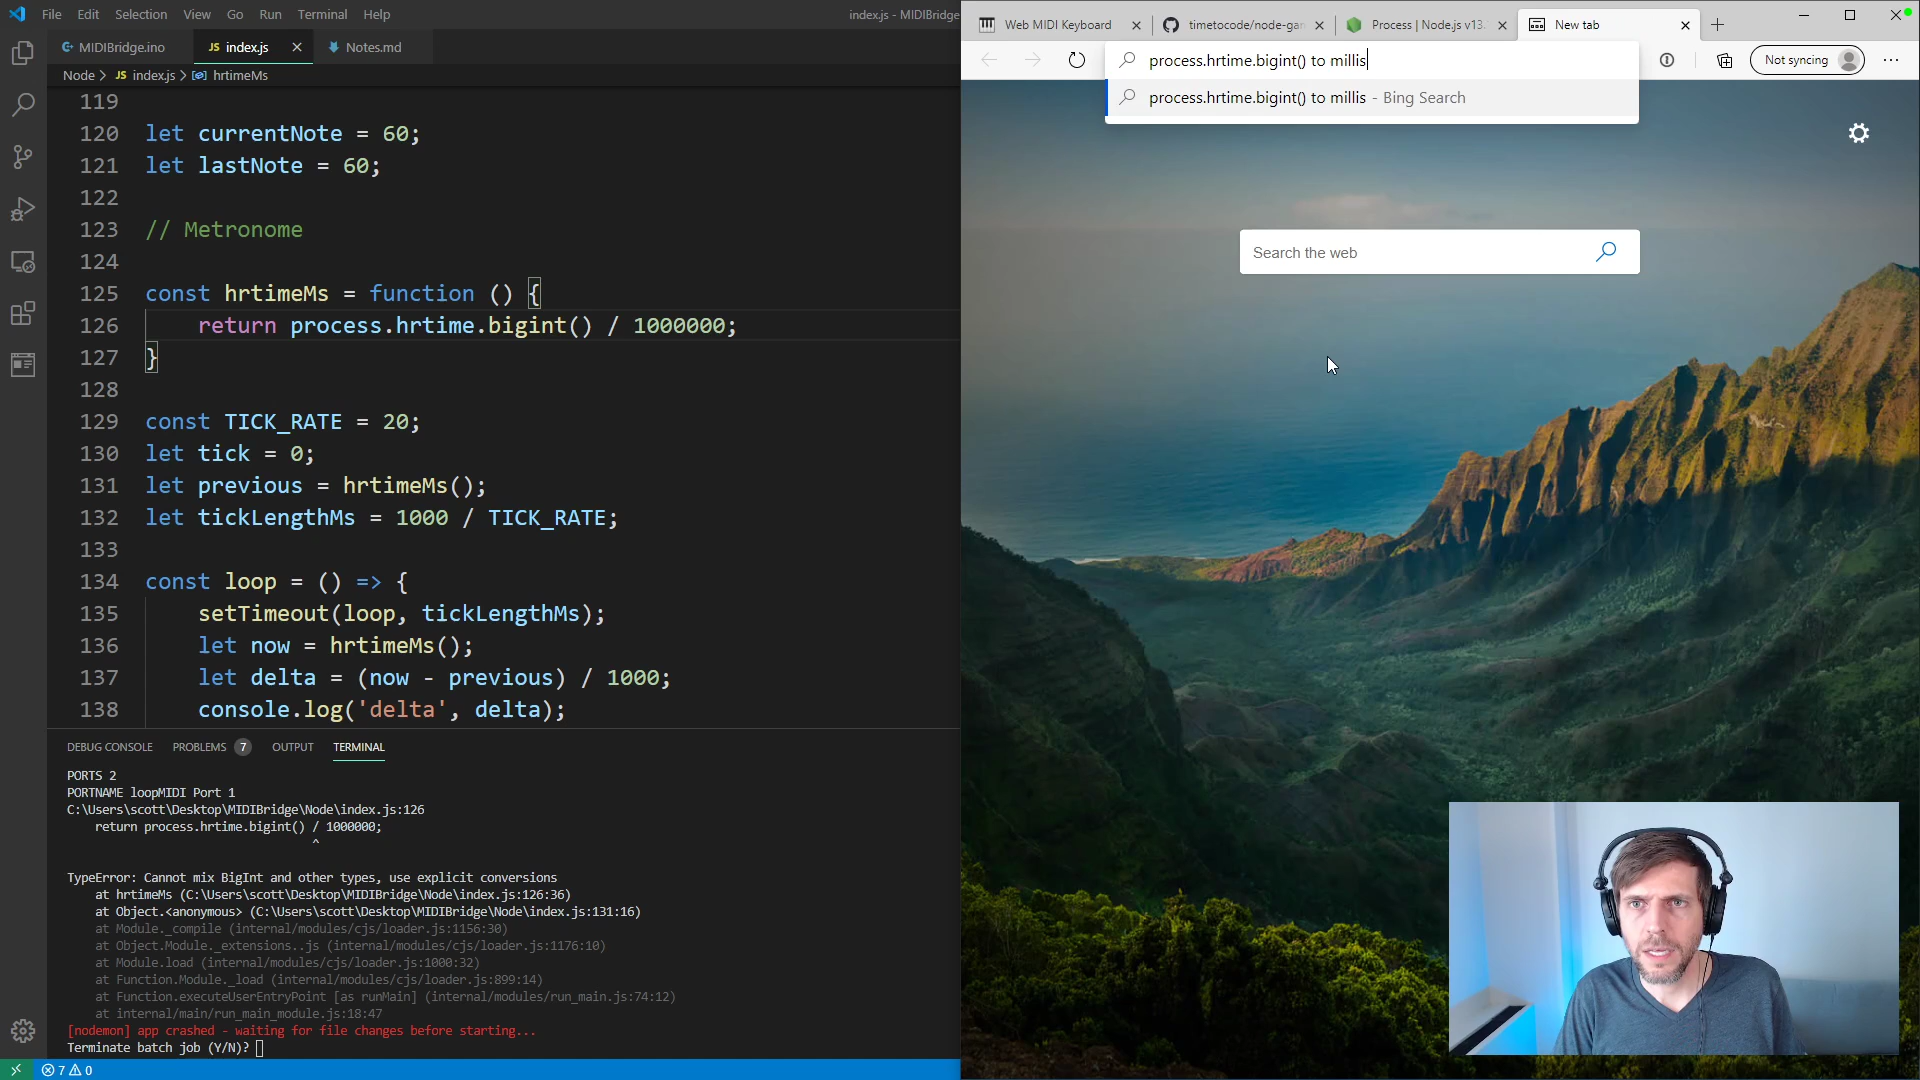 File Edit Selection View Go Run Terminal Help
index.js - MIDIBridge
MIDIBridge.ino
JS index.js
Notes.md
Node > JS index.js > hrtimeMs
119
120 let currentNote = 60;
121 let lastNote = 60;
122
123 // Metronome
124
125 const hrtimeMs = function () {
126 return process.hrtime.bigint() / 1000000;
127 }
128
129 const TICK_RATE = 20;
130 let tick = 0;
131 let previous = hrtimeMs();
132 let tickLengthMs = 1000 / TICK_RATE;
133
134 const loop = () => {
135 setTimeout(loop, tickLengthMs);
136 let now = hrtimeMs();
137 let delta = (now - previous) / 1000;
138 console.log('delta', delta);
DEBUG CONSOLE PROBLEMS 7 OUTPUT TERMINAL
PORTS 2
PORTNAME loopMIDI Port 1
C:\Users\scott\Desktop\MIDIBridge\Node\index.js:126
return process.hrtime.bigint() / 1000000;
^
TypeError: Cannot mix BigInt and other types, use explicit conversions
at hrtimeMs (C:\Users\scott\Desktop\MIDIBridge\Node\index.js:126:36)
at Object.<anonymous> (C:\Users\scott\Desktop\MIDIBridge\Node\index.js:131:16)
at Module._compile (internal/modules/cjs/loader.js:1156:30)
at Object.Module._extensions..js (internal/modules/cjs/loader.js:1176:10)
at Module.load (internal/modules/cjs/loader.js:1000:32)
at Function.Module._load (internal/modules/cjs/loader.js:899:14)
at Function.executeUserEntryPoint [as runMain] (internal/modules/run_main.js:74:12)
at internal/main/run_main_module.js:18:47
[nodemon] app crashed - waiting for file changes before starting...
Terminate batch job (Y/N)?
7 0
Web MIDI Keyboard
timetocode/node-gam
Process | Node.js v13.
New tab
process.hrtime.bigint() to millis
Not syncing
process.hrtime.bigint() to millis - Bing Search
Search the web